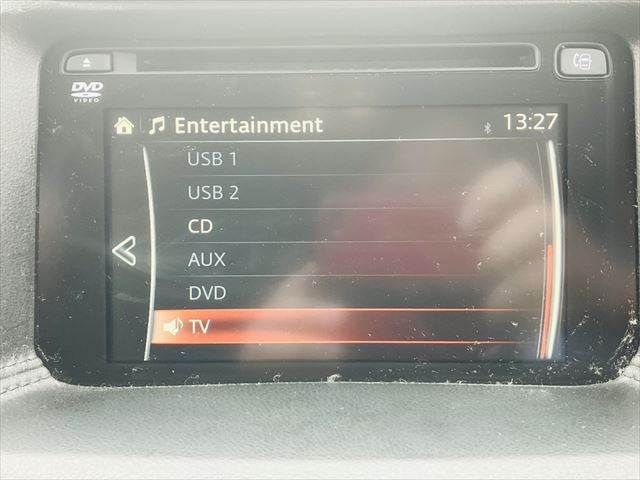 DVD
VIDEO
Entertainment
13:27
USB 1
USB 2
CD
AUX
DVD
TV